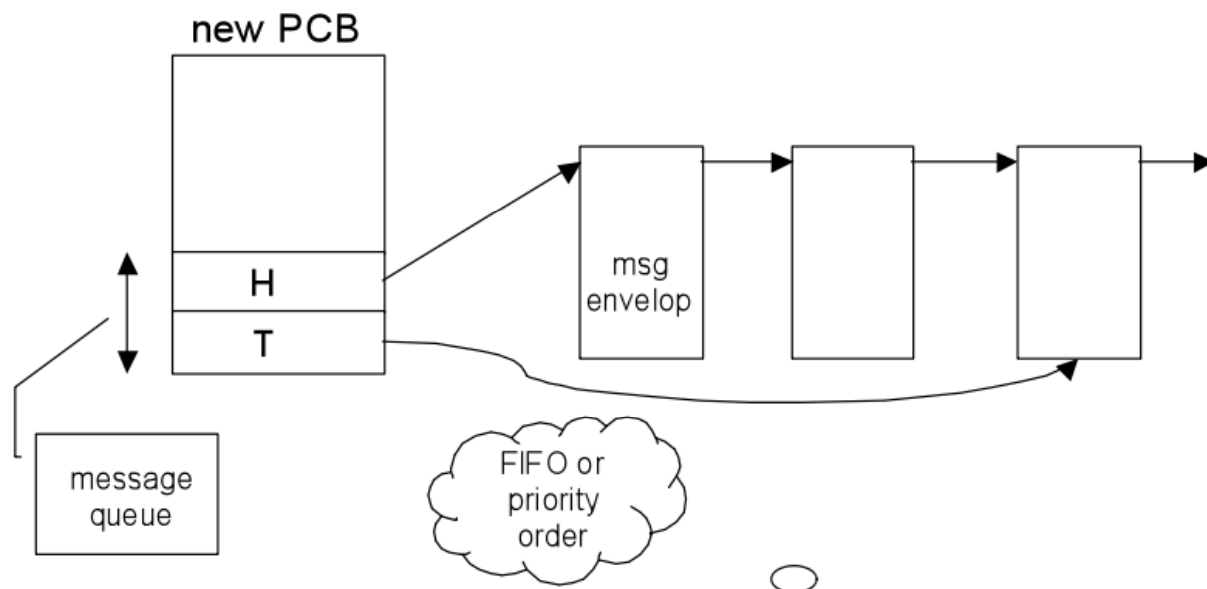 new PCB
H
T
msg
envelop
message
queue
FIFO or
priority
order